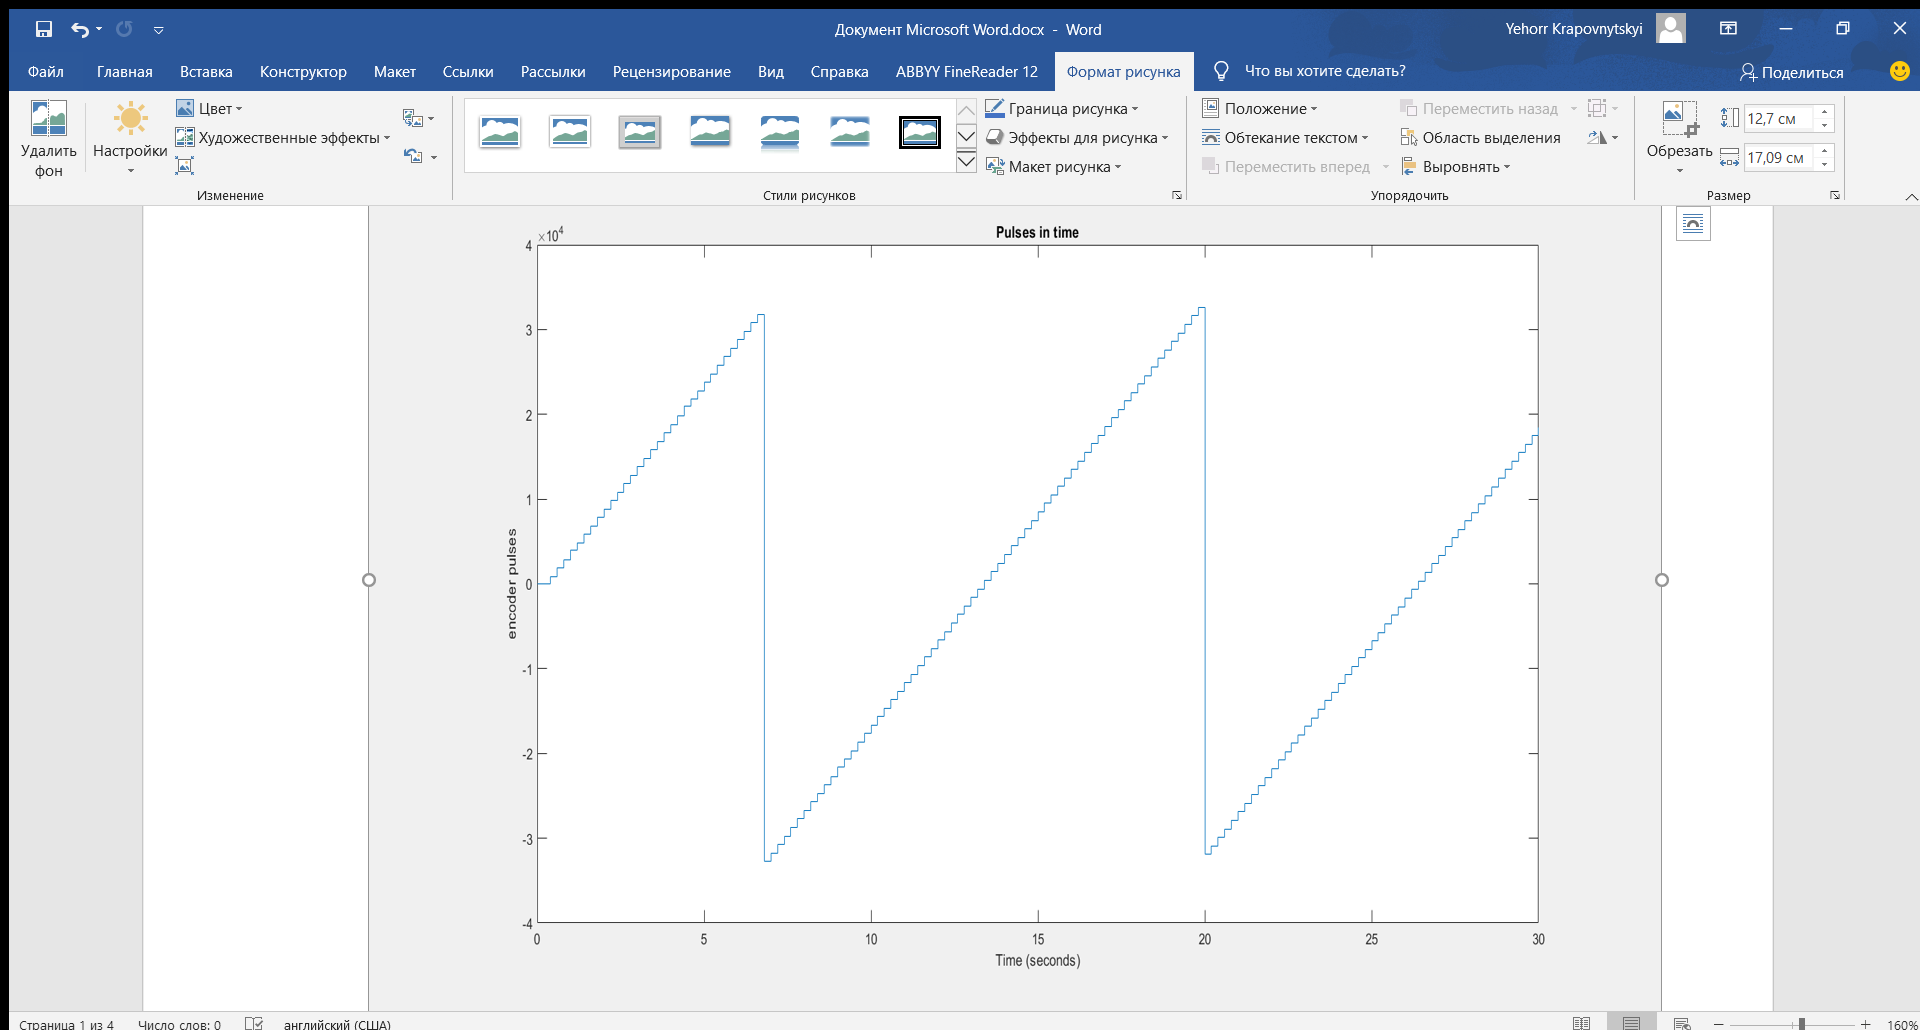 Документ Microsoft Word.docx - Word
Yehorr Krapovnytskyi
Файл Главная Вставка Конструктор Макет Ссылки Рассылки Рецензирование Вид Справка ABBYY FineReader 12 Формат рисунка Что вы хотите сделать? Поделиться
Удалить фон
Настройки
Цвет
Художественные эффекты
Изменение
Граница рисунка
Эффекты для рисунка
Макет рисунка
Стили рисунков
Положение
Обтекание текстом
Переместить вперед
Переместить назад
Область выделения
Выровнять
Упорядочить
Обрезать
12,7 см
17,09 см
Размер
Pulses in time
×10⁴
4
3
2
1
0
-1
-2
-3
-4
encoder pulses
0 5 10 15 20 25 30
Time (seconds)
Страница 1 из 4 Число слов: 0 английский (США) 160%